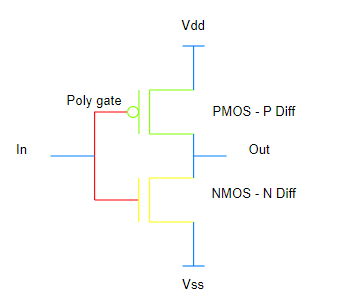 Vdd
Poly gate
PMOS - P Diff
In
Out
NMOS - N Diff
Vss